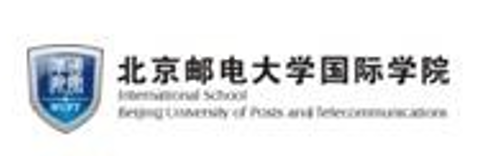 北京邮电大学国际学院
International School
Beijing University of Posts and Telecommunications